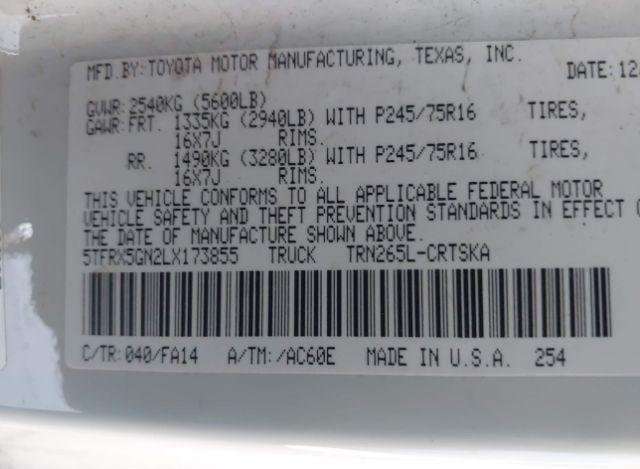 MFD.BY:TOYOTA MOTOR MANUFACTURING, TEXAS, INC.
DATE:12
GVWR:2540KG (5600LB)
GAWR:FRT. 1335KG (2940LB) WITH P245/75R16 TIRES,
16X7J RIMS.
RR. 1490KG (3280LB) WITH P245/75R16 TIRES,
16X7J RIMS.
THIS VEHICLE CONFORMS TO ALL APPLICABLE FEDERAL MOTOR
VEHICLE SAFETY AND THEFT PREVENTION STANDARDS IN EFFECT
THE DATE OF MANUFACTURE SHOWN ABOVE.
5TFRX5GN2LX173855 TRUCK TRN265L-CRTSKA
C/TR:040/FA14 A/TM:/AC60E MADE IN U.S.A. 254